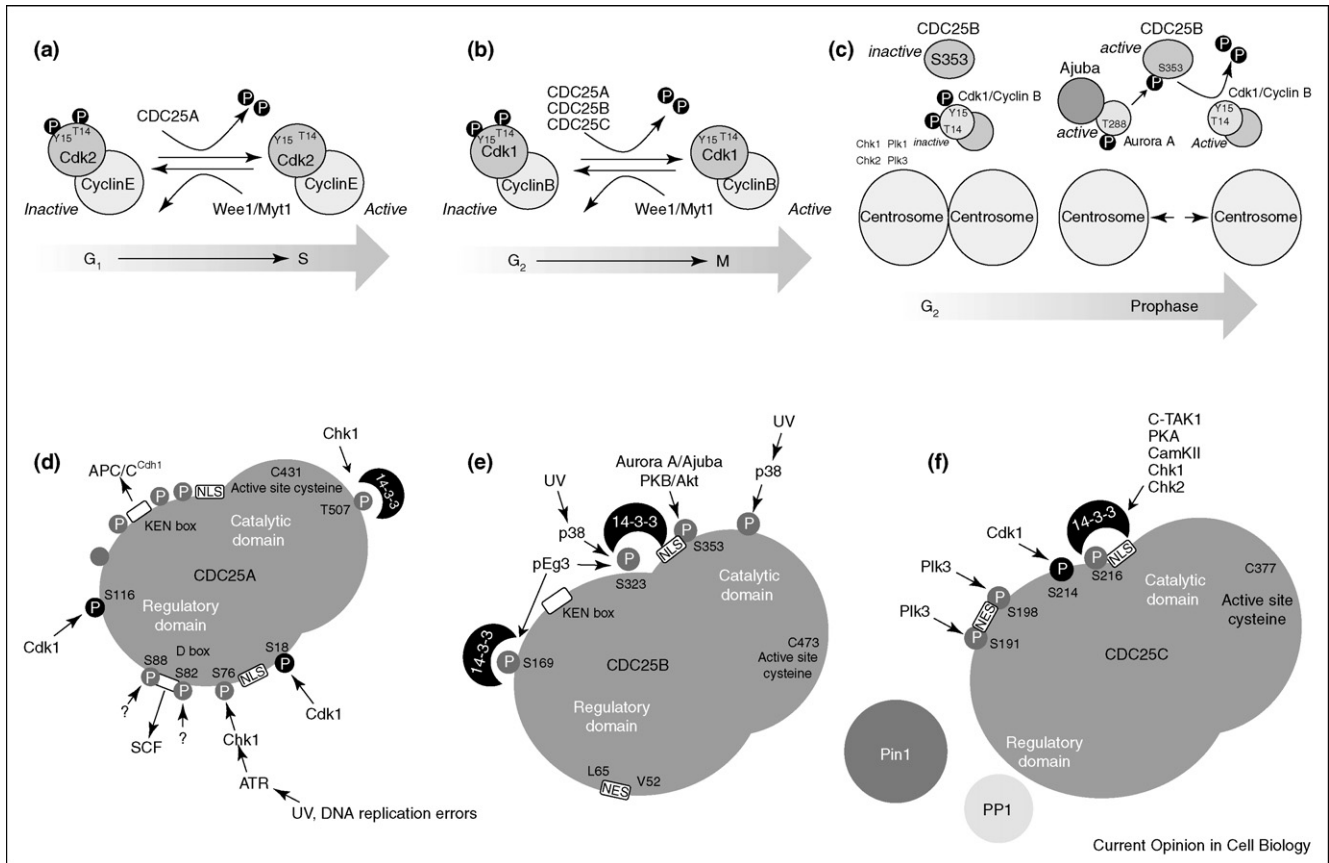 (a)
P P
P P
CDC25A
Y15 T14
Cdk2
CyclinE
Y15 T14
Cdk2
CyclinE
Inactive
Wee1/Myt1
Active
G1
S
(b)
CDC25A
CDC25B
CDC25C
P P
P P
Y15 T14
Cdk1
CyclinB
Y15 T14
Cdk1
CyclinB
Inactive
Wee1/Myt1
Active
G2
M
(c)
CDC25B
inactive
S353
P
Cdk1/Cyclin B
P
Y15
T14
Chk1 Plk1
inactive
Chk2 Plk3
CDC25B
active
S353
P
P P
Ajuba
active
T288
P
Aurora A
Cdk1/Cyclin B
Y15
T14
Active
Centrosome
Centrosome
Centrosome
Centrosome
G2
Prophase
(d)
Chk1
APC/C Cdh1
P
P
P
NLS
KEN box
C431
Active site cysteine
T507
P
14-3-3
Catalytic
domain
CDC25A
S116
P
Cdk1
Regulatory
domain
D box
S88
P
S82
P
S76
P
NLS
S18
P
Cdk1
?
SCF
?
Chk1
ATR
UV, DNA replication errors
(e)
UV
p38
pEg3
14-3-3
P
S323
Aurora A/Ajuba
PKB/Akt
P
NLS
S353
UV
p38
P
KEN box
Catalytic
domain
14-3-3
P
S169
CDC25B
C473
Active site
cysteine
Regulatory
domain
L65
NES
V52
(f)
C-TAK1
PKA
CamKII
Chk1
Chk2
14-3-3
Cdk1
P
S214
P
S216
NLS
Plk3
P
S198
NES
Plk3
P
S191
Catalytic
domain
C377
Active site
cysteine
CDC25C
Regulatory
domain
Pin1
PP1
Current Opinion in Cell Biology